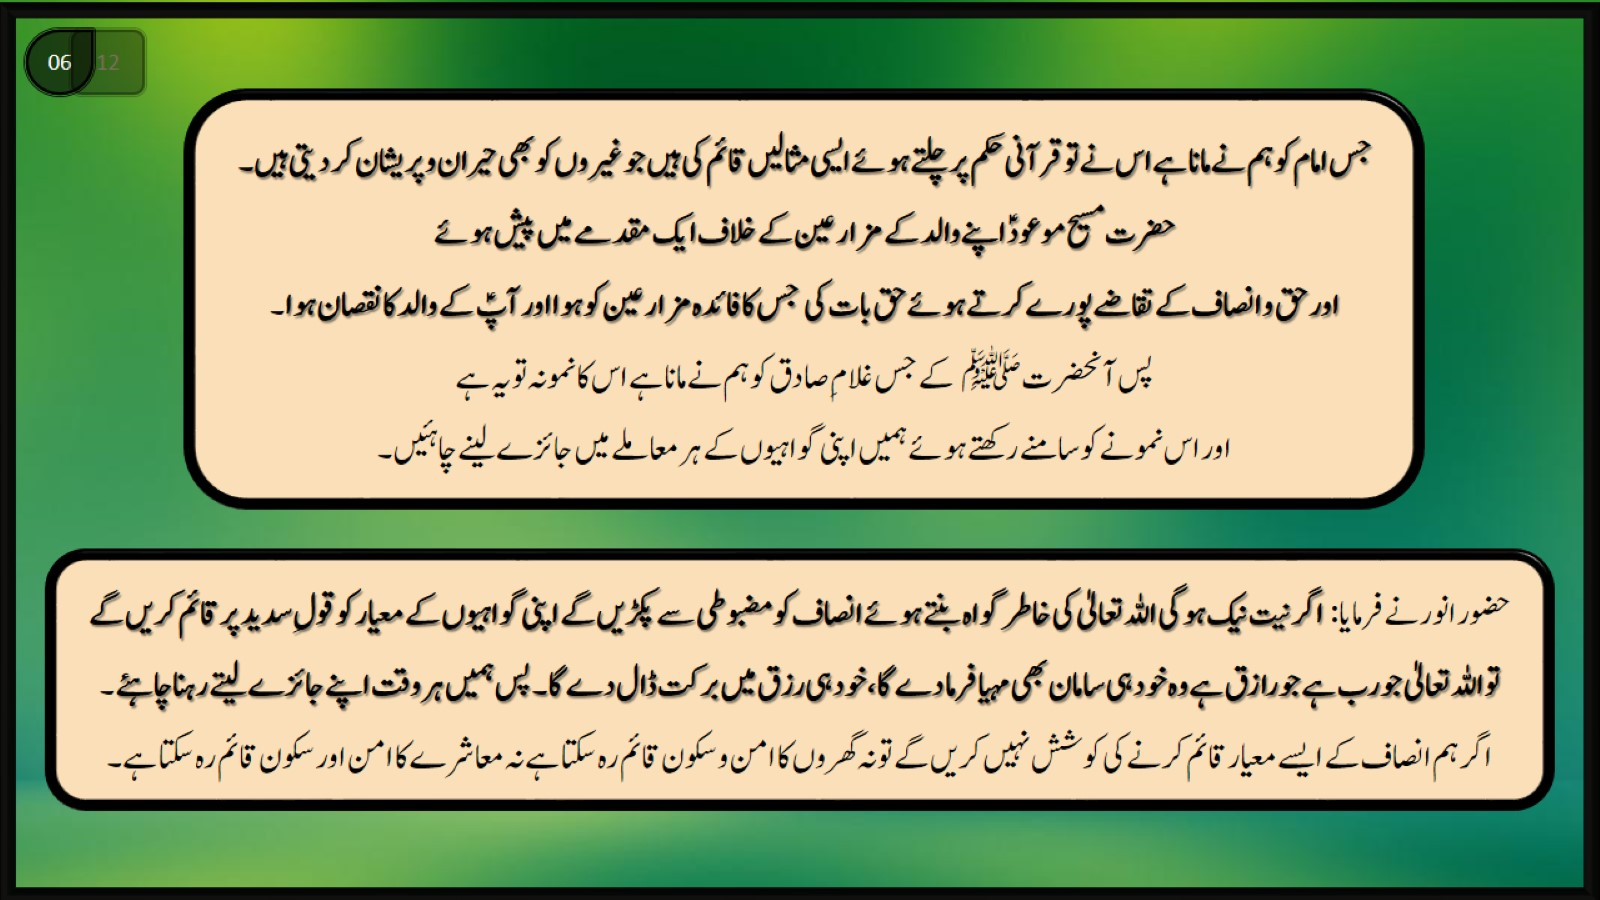 06 12
جس امام کو ہم نے مانا ہے اس نے تو قرآنی حکم پر چلتے ہوئے ایسی مثالیں قائم کی ہیں جو غیروں کو بھی حیران و پریشان کر دیتی ہیں۔
حضرت مسیح موعودؑ اپنے والد کے مزارعین کے خلاف ایک مقدمے میں پیش ہوئے
اور حق و انصاف کے تقاضے پورے کرتے ہوئے حق بات کی جس کا فائدہ مزارعین کو ہوا اور آپؑ کے والد کا نقصان ہوا۔
پس آنحضرت ﷺ کے جس غلامِ صادق کو ہم نے مانا ہے اس کا نمونہ تو یہ ہے
اور اس نمونے کو سامنے رکھتے ہوئے ہمیں اپنی گواہیوں کے ہر معاملے میں جائزے لینے چاہئیں۔
حضور انور نے فرمایا: اگر نیت نیک ہوگی اللہ تعالیٰ کی خاطر گواہ بنتے ہوئے انصاف کو مضبوطی سے پکڑیں گے اپنی گواہیوں کے معیار کو قولِ سدید پر قائم کریں گے
تو اللہ تعالیٰ جو رب ہے جو رازق ہے وہ خود ہی سامان بھی مہیا فرما دے گا، خود ہی رزق میں برکت ڈال دے گا۔ پس ہمیں ہر وقت اپنے جائزے لیتے رہنا چاہئے۔
اگر ہم انصاف کے ایسے معیار قائم کرنے کی کوشش نہیں کریں گے تو نہ گھروں کا امن و سکون قائم رہ سکتا ہے نہ معاشرے کا امن اور سکون قائم رہ سکتا ہے۔